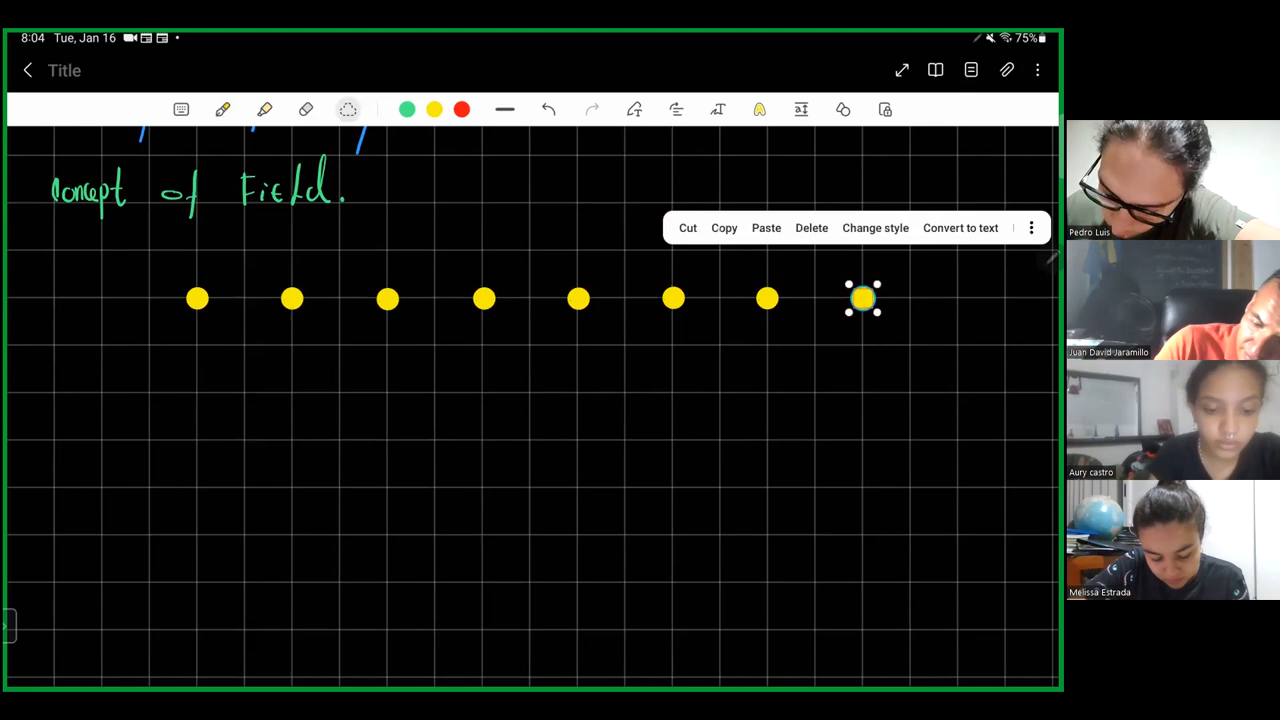 8:04 Tue, Jan 16
75%
Title
Concept of Field.
Cut Copy Paste Delete Change style Convert to text
Pedro Luis
Juan David Jaramillo
Aury castro
Melissa Estrada